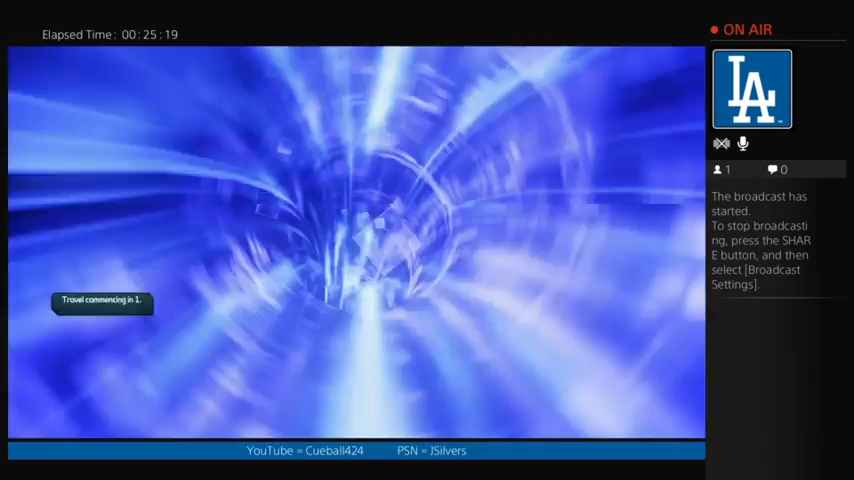 Elapsed Time: 00:25:19
ON AIR
LA
1
0
The broadcast has
started.
To stop broadcasti
ng, press the SHAR
E button, and then
select [Broadcast
Settings].
Travel commencing in 1.
YouTube = Cueball424 PSN = JSilvers